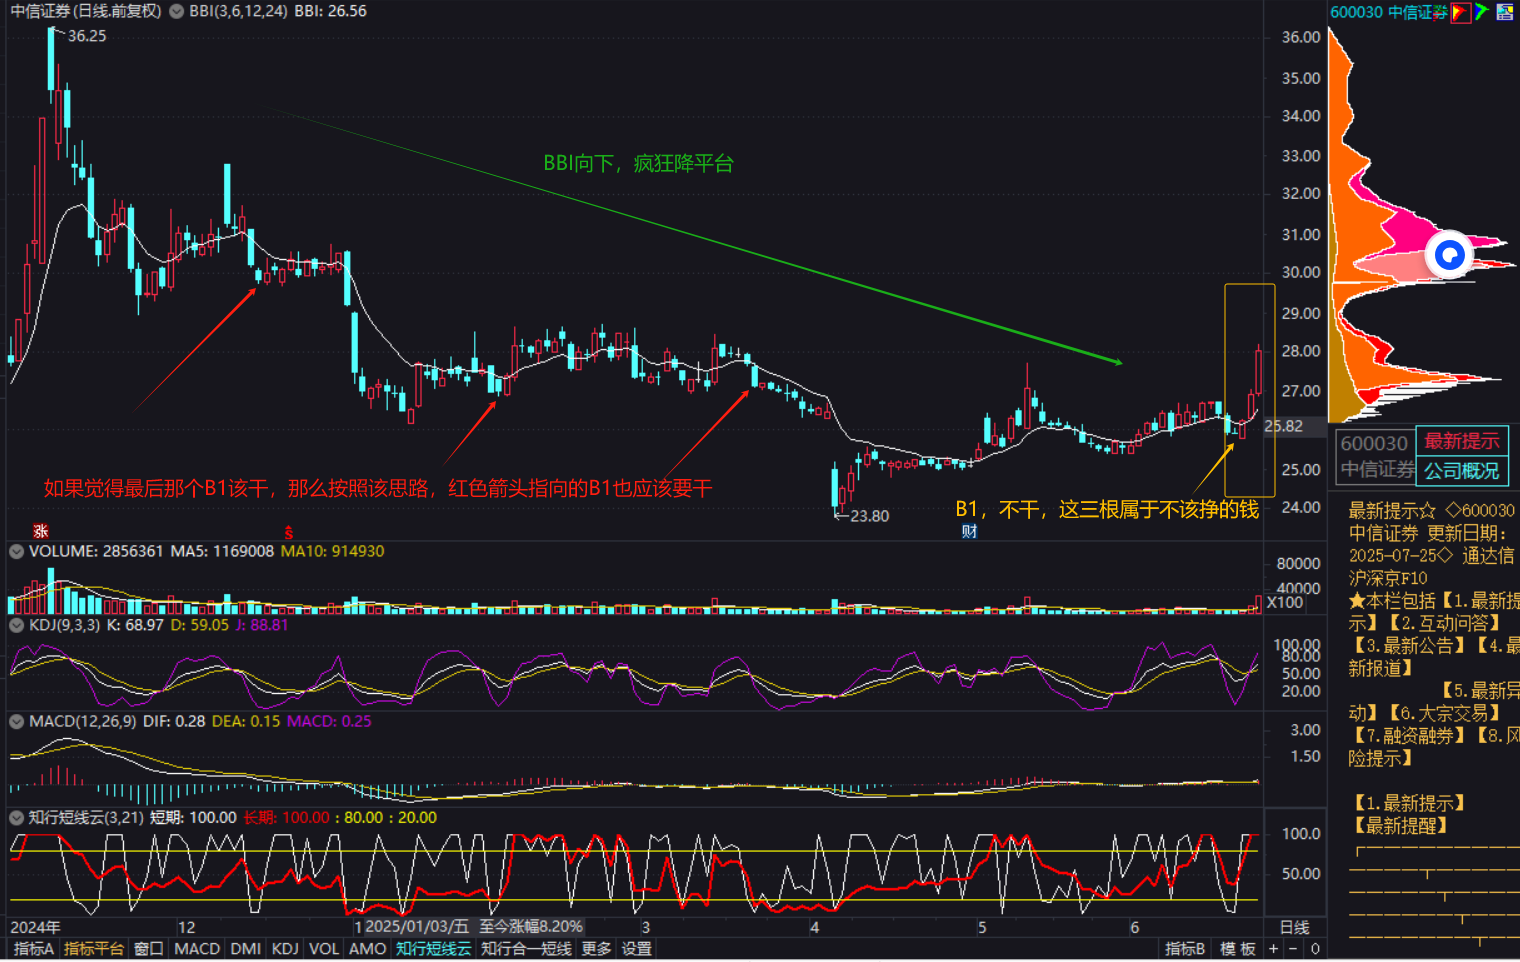 中信证券(日线.前复权) BBI(3,6,12,24) BBI: 26.56
36.25
BBI向下，疯狂降平台
如果觉得最后那个B1该干，那么按照该思路，红色箭头指向的B1也应该要干
B1，不干，这三根属于不该挣的钱
23.80
涨
$
财
36.00
35.00
34.00
33.00
32.00
31.00
30.00
29.00
28.00
27.00
25.82
25.00
24.00
VOLUME: 2856361 MA5: 1169008 MA10: 914930
80000
40000
X100
KDJ(9,3,3) K: 68.97 D: 59.05 J: 88.81
100.00
80.00
50.00
20.00
MACD(12,26,9) DIF: 0.28 DEA: 0.15 MACD: 0.25
3.00
1.50
知行短线云(3,21) 短期: 100.00 长期: 100.00 : 80.00 : 20.00
100.0
50.00
2024年 12 1 2025/01/03/五 至今涨幅8.20% 3 4 5 6 日线
指标A 指标平台 窗口 MACD DMI KDJ VOL AMO 知行短线云 知行合一短线 更多 设置 指标B 模板 + − 0
600030 中信证券
600030 最新提示
中信证券 公司概况
最新提示☆ ◇600030
中信证券 更新日期:
2025-07-25◇ 通达信
沪深京F10
★本栏包括【1.最新提
示】【2.互动问答】
【3.最新公告】【4.最
新报道】
【5.最新异
动】【6.大宗交易】
【7.融资融券】【8.风
险提示】
【1.最新提示】
【最新提醒】